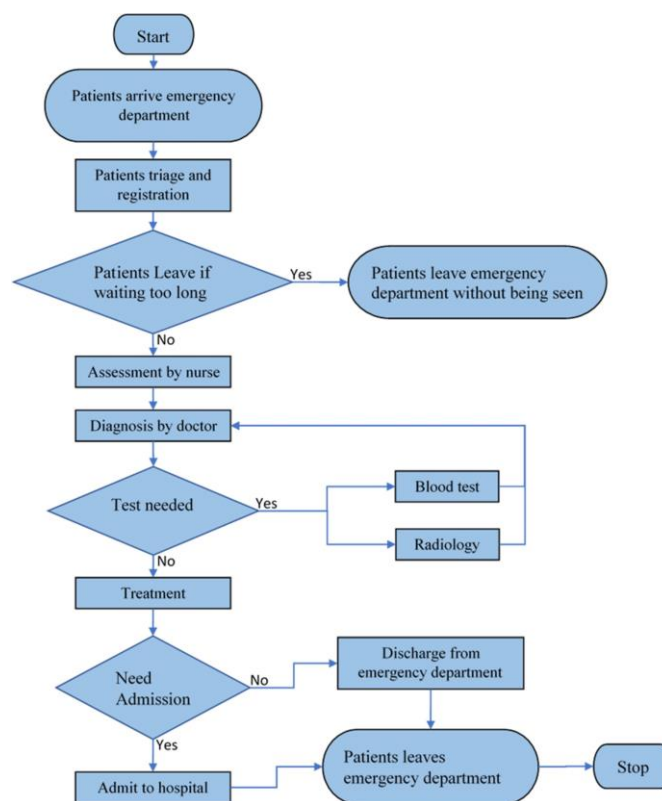 Start
Patients arrive emergency
department
Patients triage and
registration
Patients Leave if
waiting too long
Yes
Patients leave emergency
department without being seen
No
Assessment by nurse
Diagnosis by doctor
Test needed
Yes
Blood test
Radiology
No
Treatment
Need
Admission
No
Discharge from
emergency department
Yes
Admit to hospital
Patients leaves
emergency department
Stop